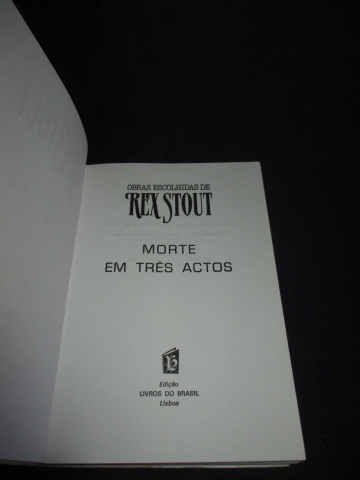 OBRAS ESCOLHIDAS DE
REX STOUT
MORTE
EM TRÊS ACTOS
Edição
LIVROS DO BRASIL
Lisboa